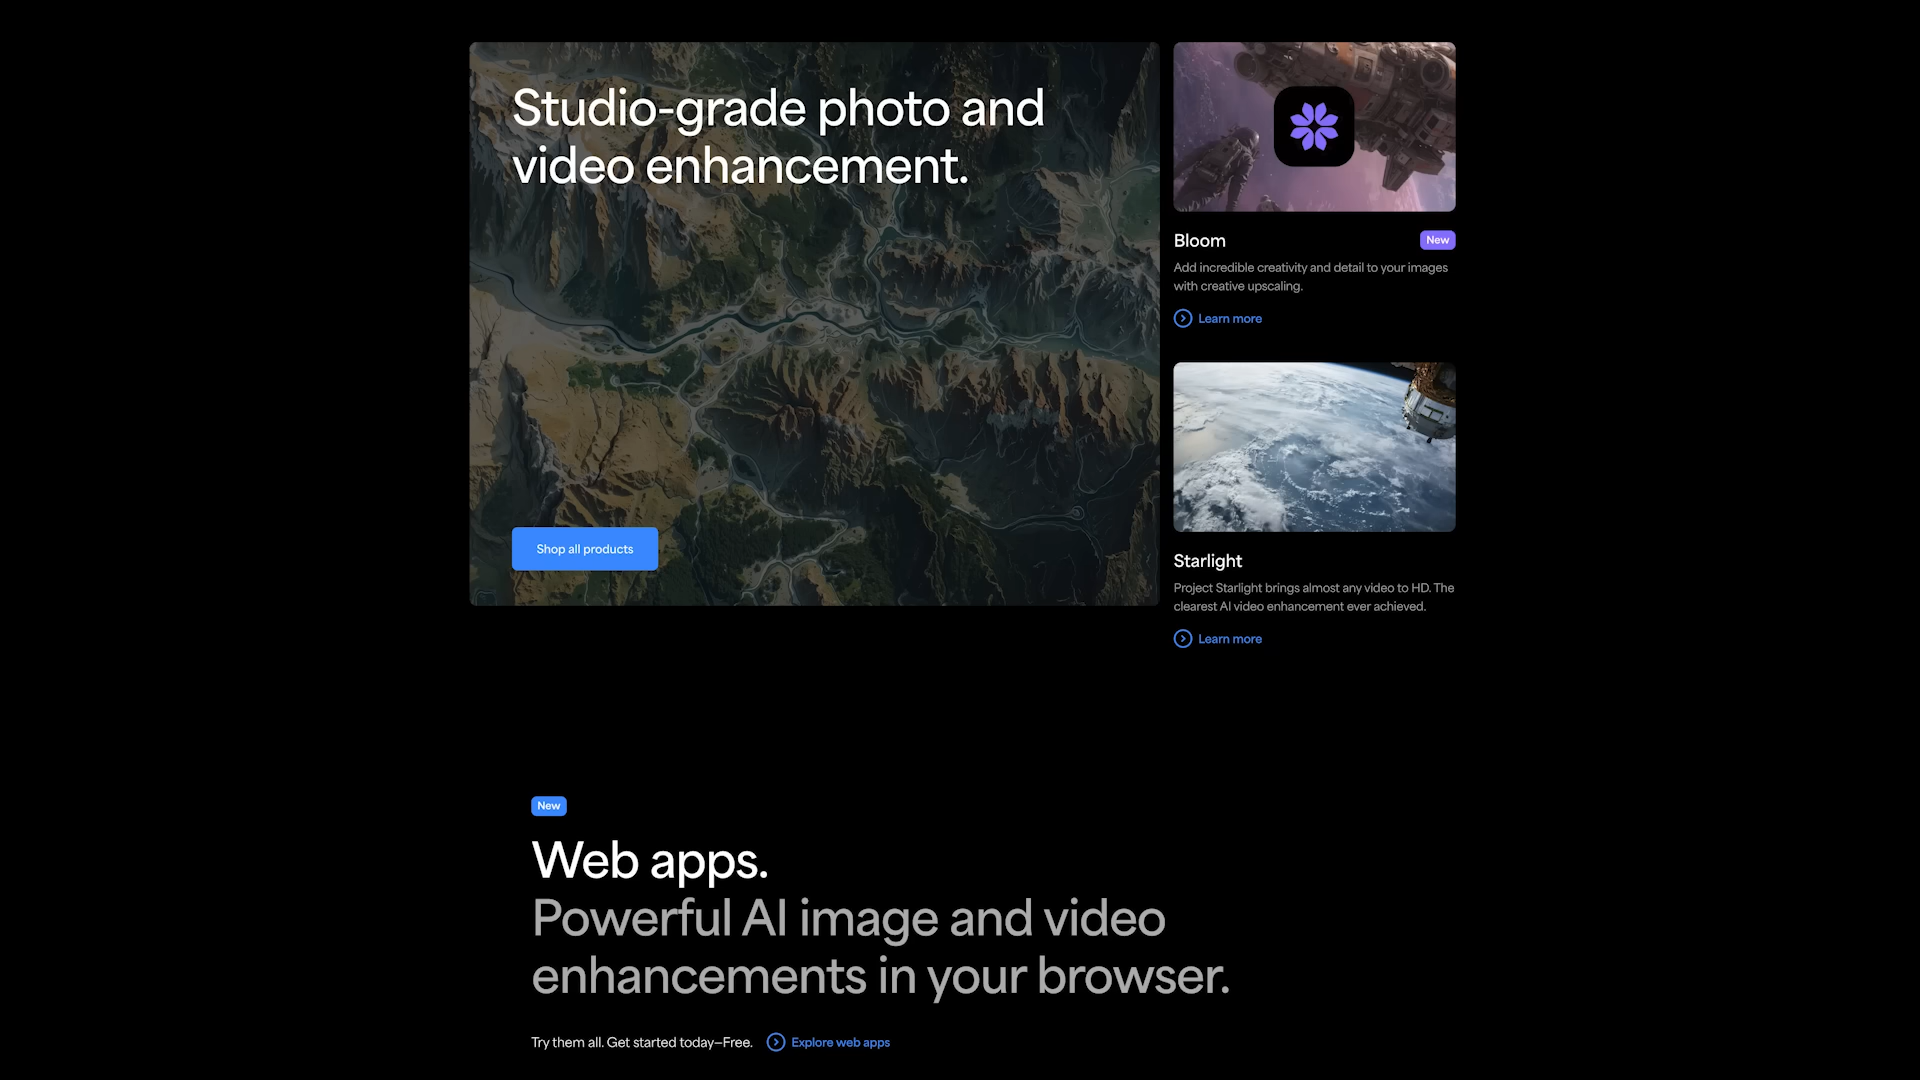 Studio-grade photo and
video enhancement.
Shop all products
Bloom
New
Add incredible creativity and detail to your images
with creative upscaling.
Learn more
Starlight
Project Starlight brings almost any video to HD. The
clearest AI video enhancement ever achieved.
Learn more
New
Web apps.
Powerful AI image and video
enhancements in your browser.
Try them all. Get started today—Free.
Explore web apps